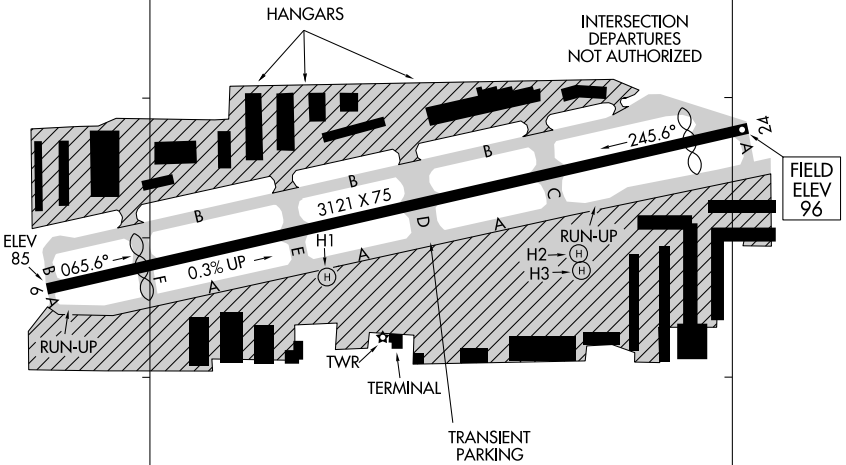 HANGARS
INTERSECTION
DEPARTURES
NOT AUTHORIZED
24
245.6°
A
FIELD
ELEV
96
B
B
B
3121 X 75
C
D
A
RUN-UP
ELEV
85
H1
H2
H
H3
H
B
065.6°
E
A
0.3% UP
F
6
A
A
H
RUN-UP
TWR
TERMINAL
TRANSIENT
PARKING